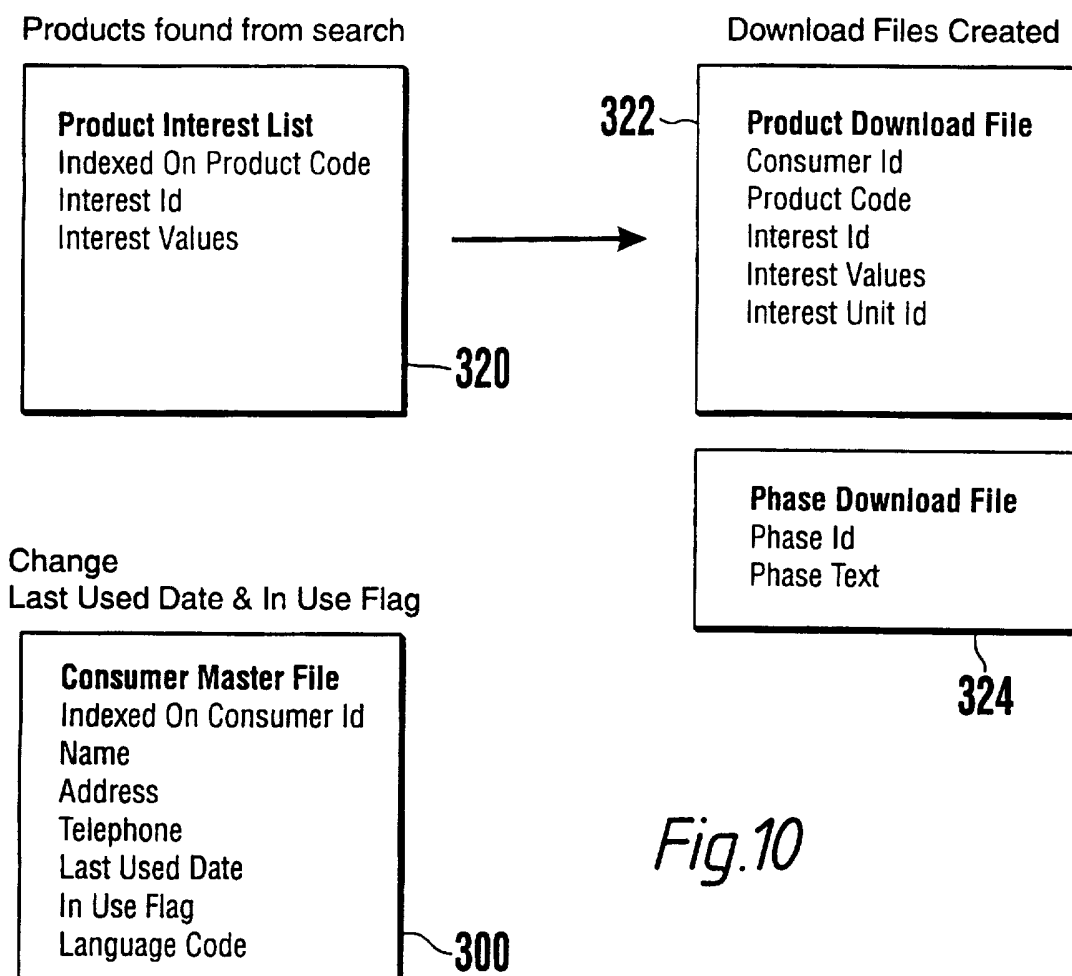 Products found from search
Product Interest List
Indexed On Product Code
Interest Id
Interest Values
320
Download Files Created
322
Product Download File
Consumer Id
Product Code
Interest Id
Interest Values
Interest Unit Id
Phase Download File
Phase Id
Phase Text
324
Change
Last Used Date & In Use Flag
Consumer Master File
Indexed On Consumer Id
Name
Address
Telephone
Last Used Date
In Use Flag
Language Code
300
Fig.10